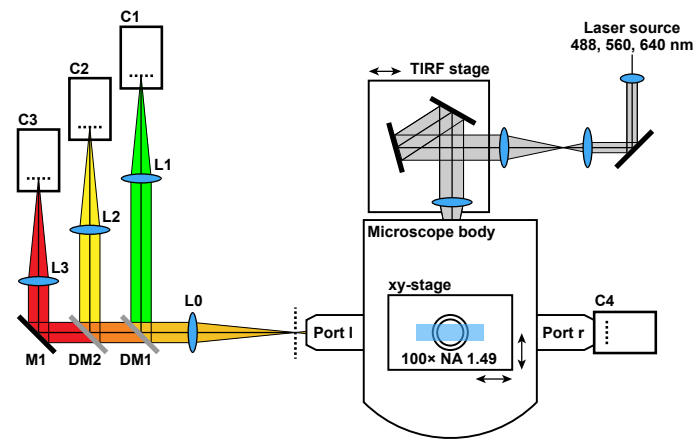 C1
Laser source
488, 560, 640 nm
C2
TIRF stage
C3
L1
L2
Microscope body
L3
L0
xy-stage
C4
Port l
Port r
100× NA 1.49
M1
DM2
DM1